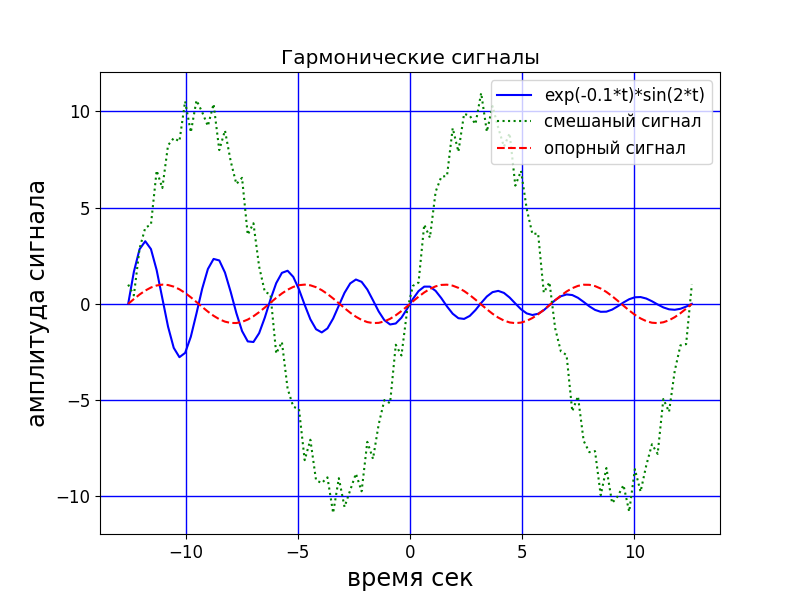 Гармонические сигналы
exp(-0.1*t)*sin(2*t)
смешаный сигнал
опорный сигнал
амплитуда сигнала
10
5
0
−5
−10
−10
−5
0
5
10
время сек